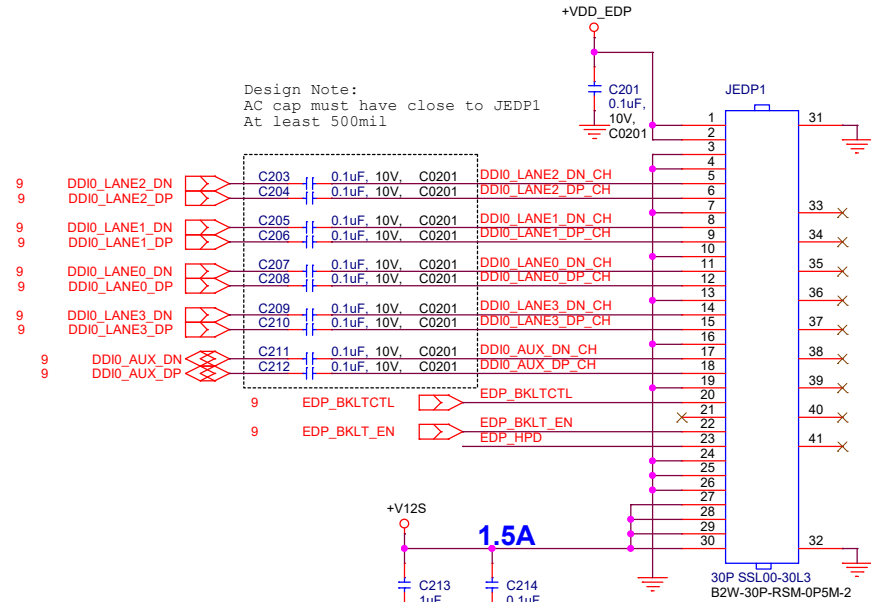 +VDD_EDP
Design Note:
AC cap must have close to JEDP1
At least 500mil
C201
0.1uF,
10V,
C0201
JEDP1
1
31
2
3
4
9 DDI0_LANE2_DN C203 0.1uF, 10V, C0201 DDI0_LANE2_DN_CH 5
9 DDI0_LANE2_DP C204 0.1uF, 10V, C0201 DDI0_LANE2_DP_CH 6
7
33
9 DDI0_LANE1_DN C205 0.1uF, 10V, C0201 DDI0_LANE1_DN_CH 8
9 DDI0_LANE1_DP C206 0.1uF, 10V, C0201 DDI0_LANE1_DP_CH 9
34
10
9 DDI0_LANE0_DN C207 0.1uF, 10V, C0201 DDI0_LANE0_DN_CH 11
35
9 DDI0_LANE0_DP C208 0.1uF, 10V, C0201 DDI0_LANE0_DP_CH 12
13
36
9 DDI0_LANE3_DN C209 0.1uF, 10V, C0201 DDI0_LANE3_DN_CH 14
9 DDI0_LANE3_DP C210 0.1uF, 10V, C0201 DDI0_LANE3_DP_CH 15
37
16
9 DDI0_AUX_DN C211 0.1uF, 10V, C0201 DDI0_AUX_DN_CH 17
38
9 DDI0_AUX_DP C212 0.1uF, 10V, C0201 DDI0_AUX_DP_CH 18
19
39
9 EDP_BKLTCTL EDP_BKLTCTL 20
21
40
9 EDP_BKLT_EN EDP_BKLT_EN 22
EDP_HPD 23
41
24
25
26
27
28
29
30
32
+V12S
1.5A
C213
1uF
C214
0.1uF
30P SSL00-30L3
B2W-30P-RSM-0P5M-2